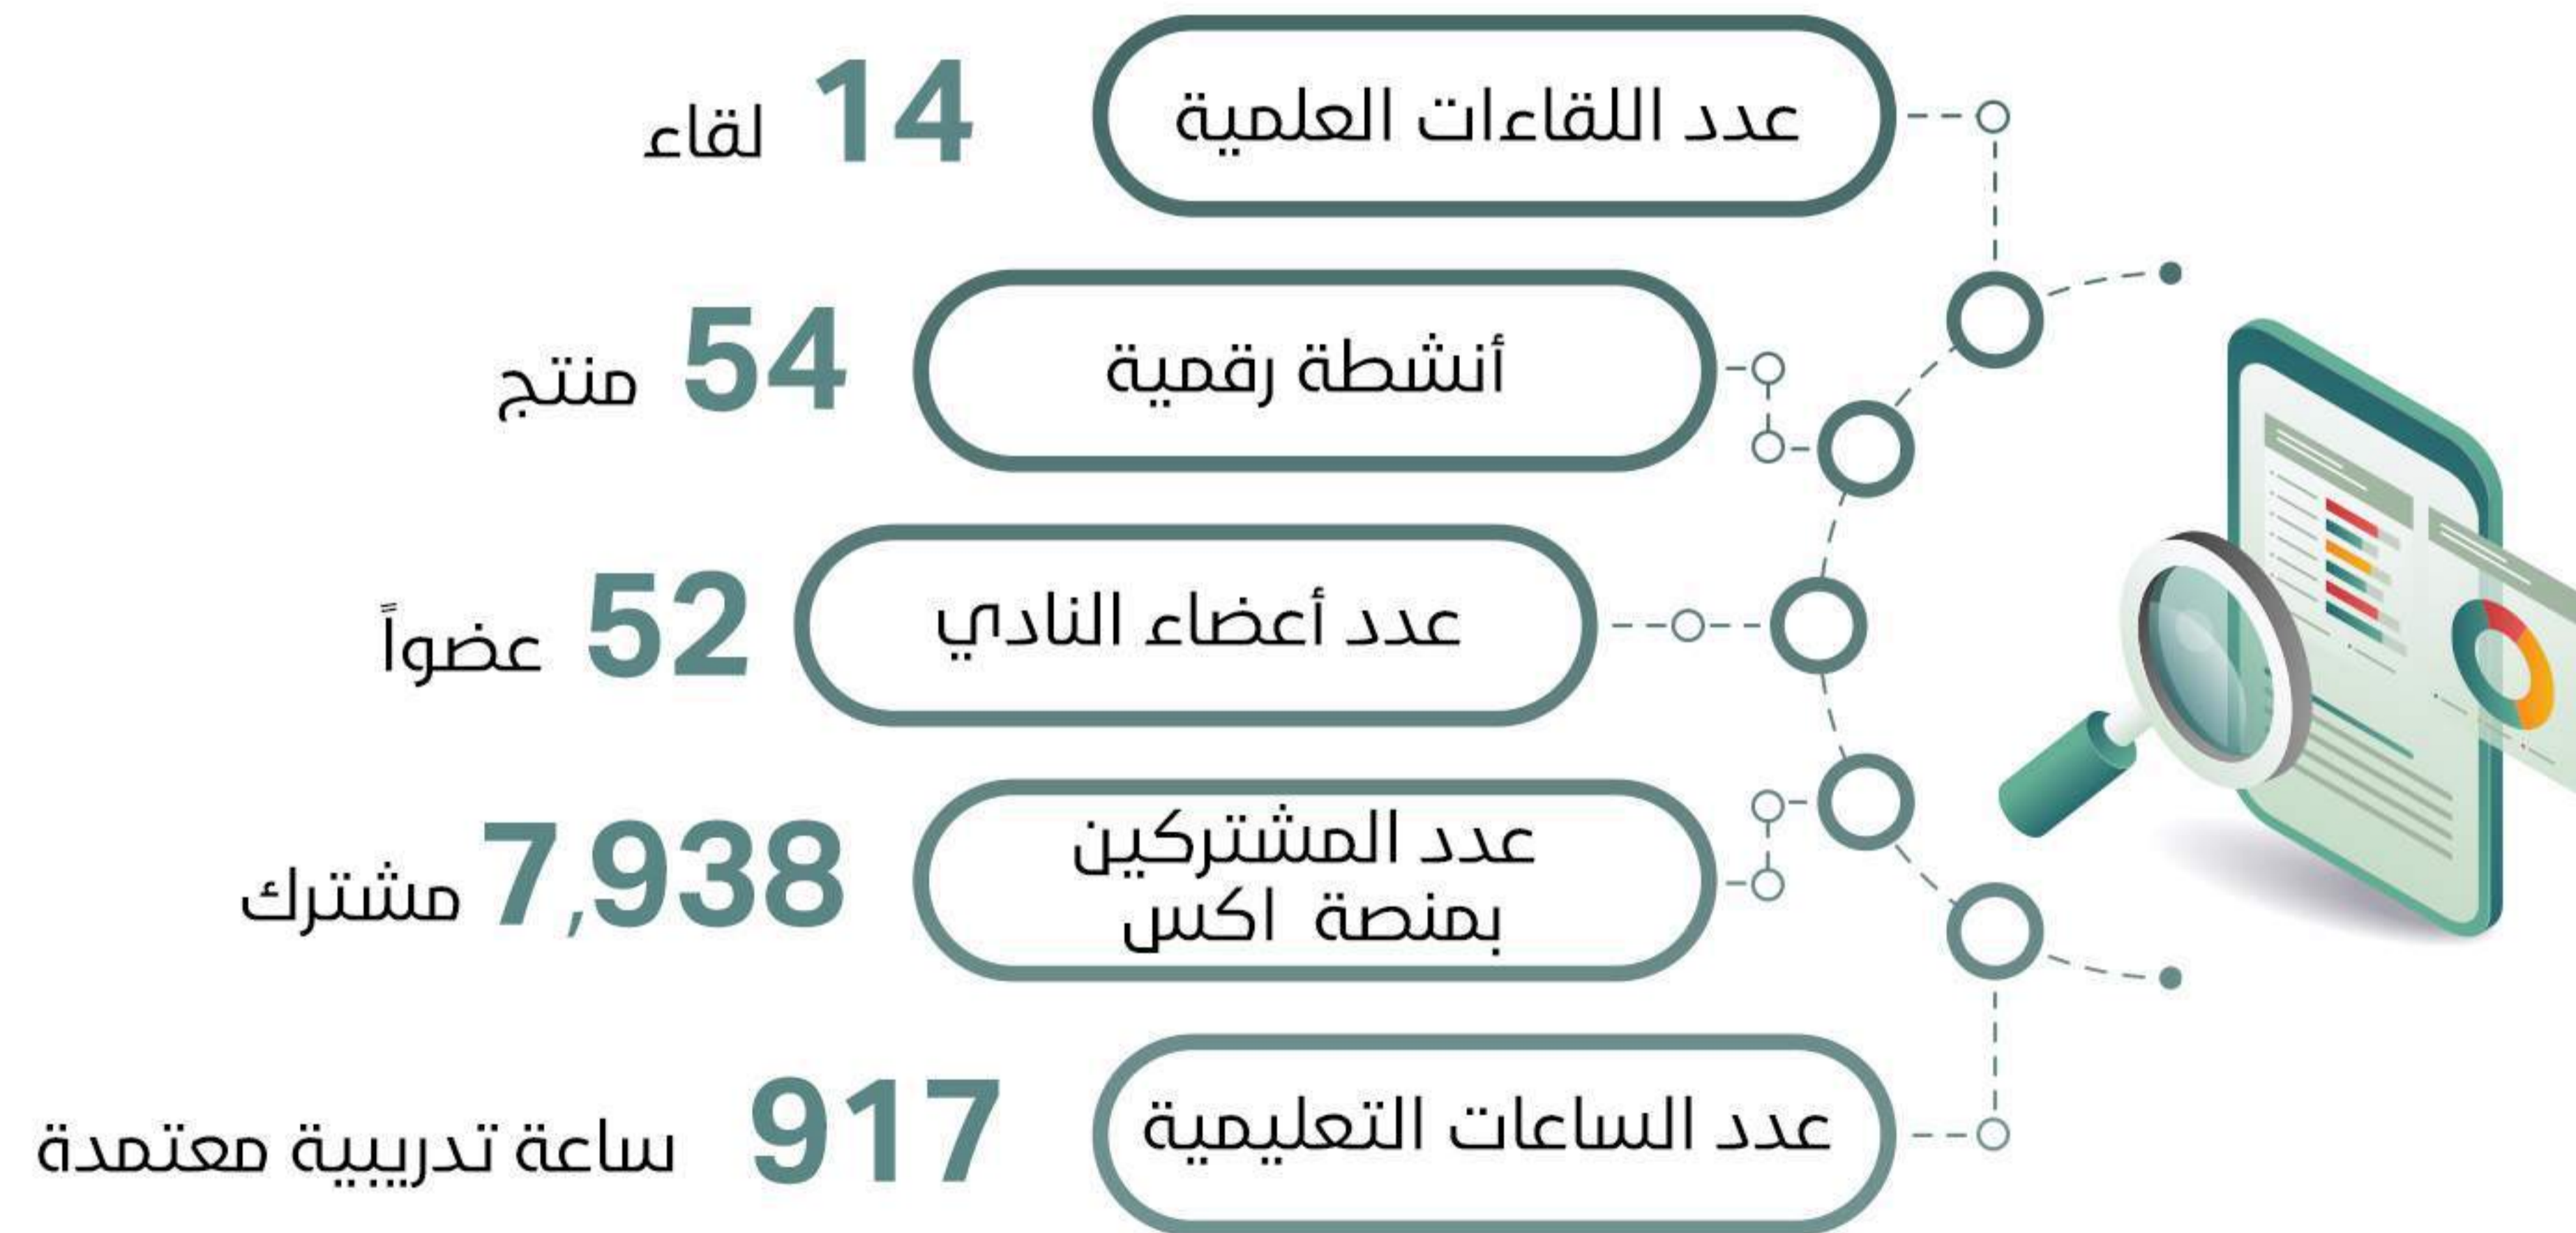 عدد اللقاءات العلمية
14 لقاء
أنشطة رقمية
54 منتج
عدد أعضاء النادي
52 عضواً
عدد المشتركين
بمنصة اكس
7,938 مشترك
عدد الساعات التعليمية
917 ساعة تدريبية معتمدة